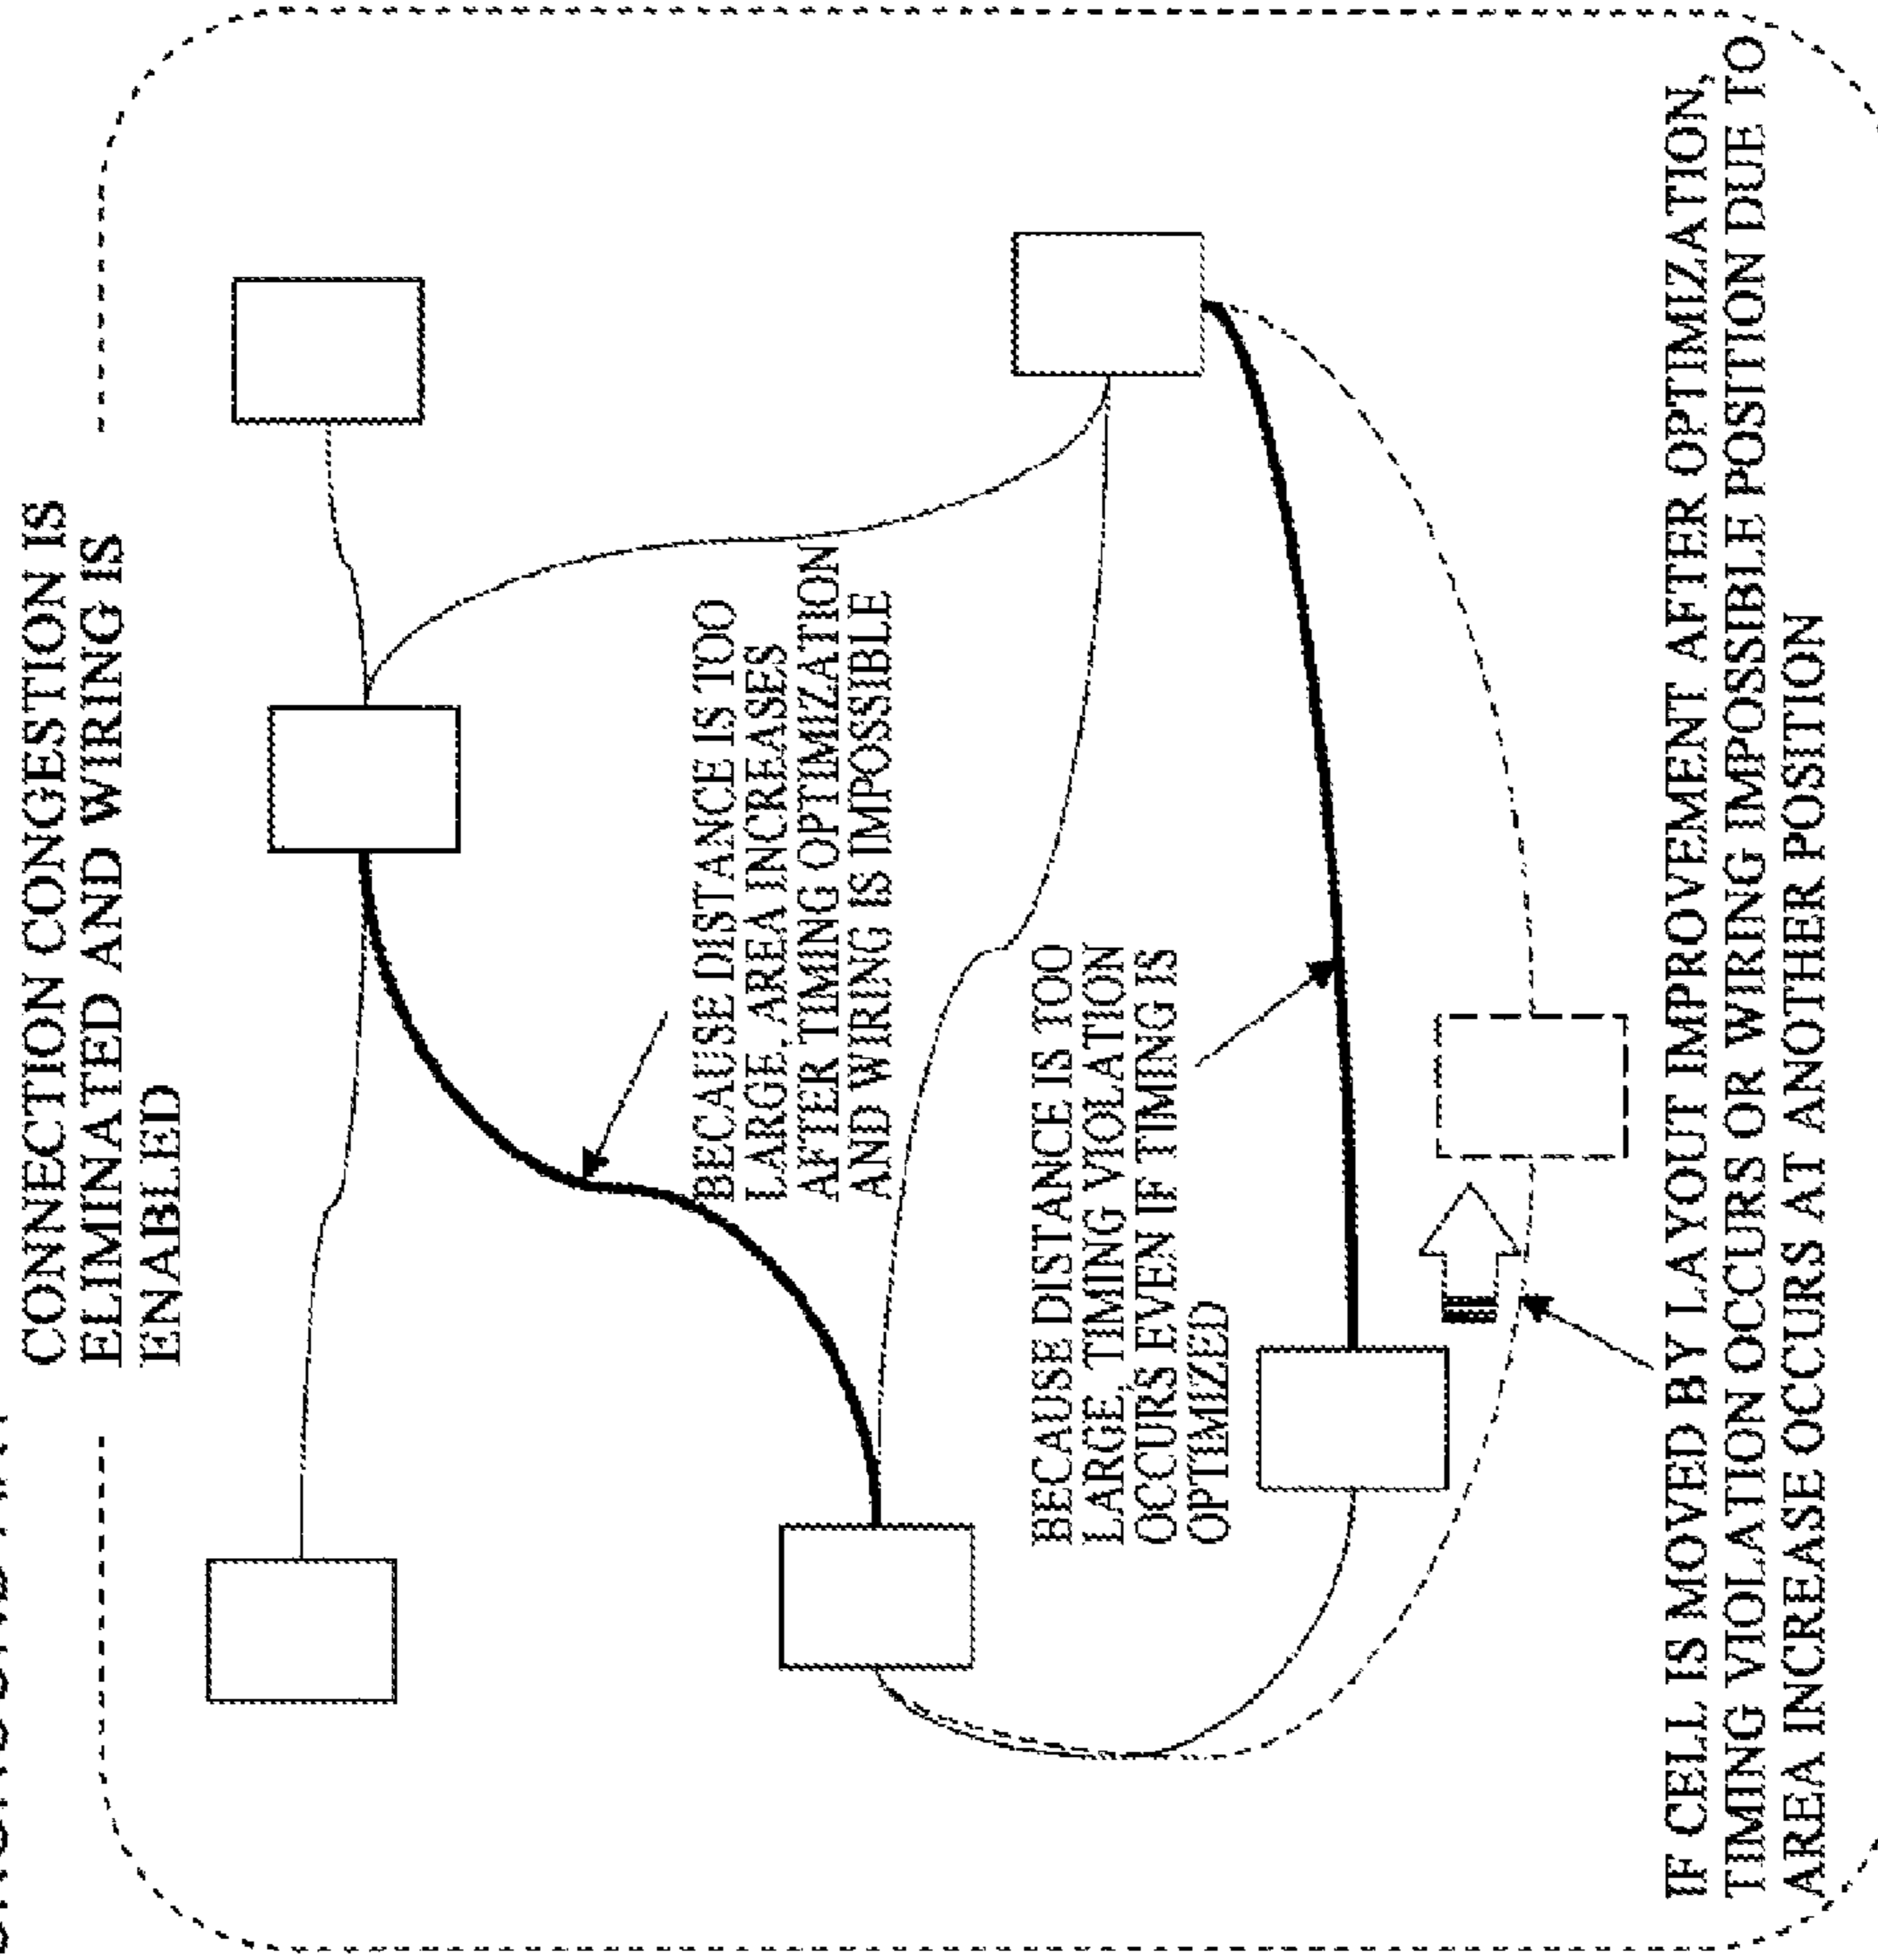 CONNECTION CONGESTION IS
ELIMINATED AND WIRING IS
ENABLED
BECAUSE DISTANCE IS TOO
LARGE, AREA INCREASES
AFTER TIMING OPTIMIZATION
AND WIRING IS IMPOSSIBLE
BECAUSE DISTANCE IS TOO
LARGE, TIMING VIOLATION
OCCURS EVEN IF TIMING IS
OPTIMIZED
IF CELL IS MOVED BY LAYOUT IMPROVEMENT AFTER OPTIMIZATION,
TIMING VIOLATION OCCURS OR WIRING IMPOSSIBLE POSITION DUE TO
AREA INCREASE OCCURS AT ANOTHER POSITION